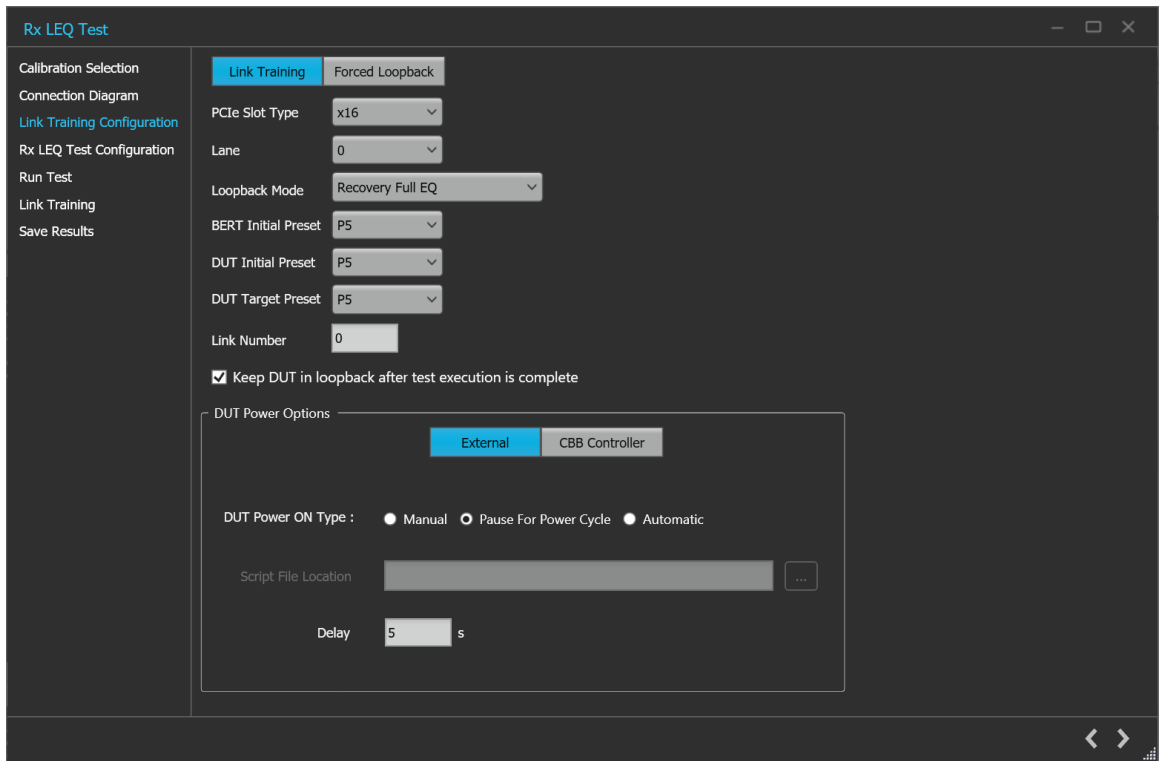 Rx LEQ Test
Calibration Selection
Connection Diagram
Link Training Configuration
Rx LEQ Test Configuration
Run Test
Link Training
Save Results
Link Training Forced Loopback
PCIe Slot Type x16
Lane 0
Loopback Mode Recovery Full EQ
BERT Initial Preset P5
DUT Initial Preset P5
DUT Target Preset P5
Link Number 0
Keep DUT in loopback after test execution is complete
DUT Power Options
External CBB Controller
DUT Power ON Type : Manual Pause For Power Cycle Automatic
Script File Location ...
Delay 5 s